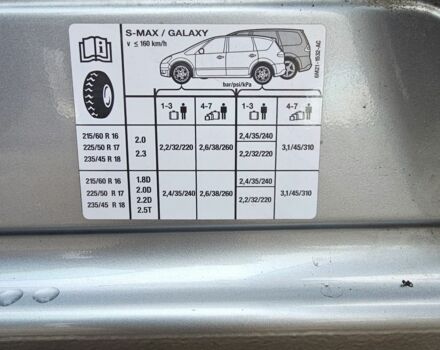 S-MAX / GALAXY
v ≤ 160 km/h
6M21-1532-AC
bar/psi/kPa
1-3 4-7 1-3 4-7
215/60 R 16
225/50 R 17
235/45 R 18
2.0
2.3
2,2/32/220
2,6/38/260
2,4/35/240
2,2/32/220
3,1/45/310
215/60 R 16
225/50 R 17
235/45 R 18
1.8D
2.0D
2.2D
2.5T
2,4/35/240
2,6/38/260
2,4/35/240
2,2/32/220
3,1/45/310